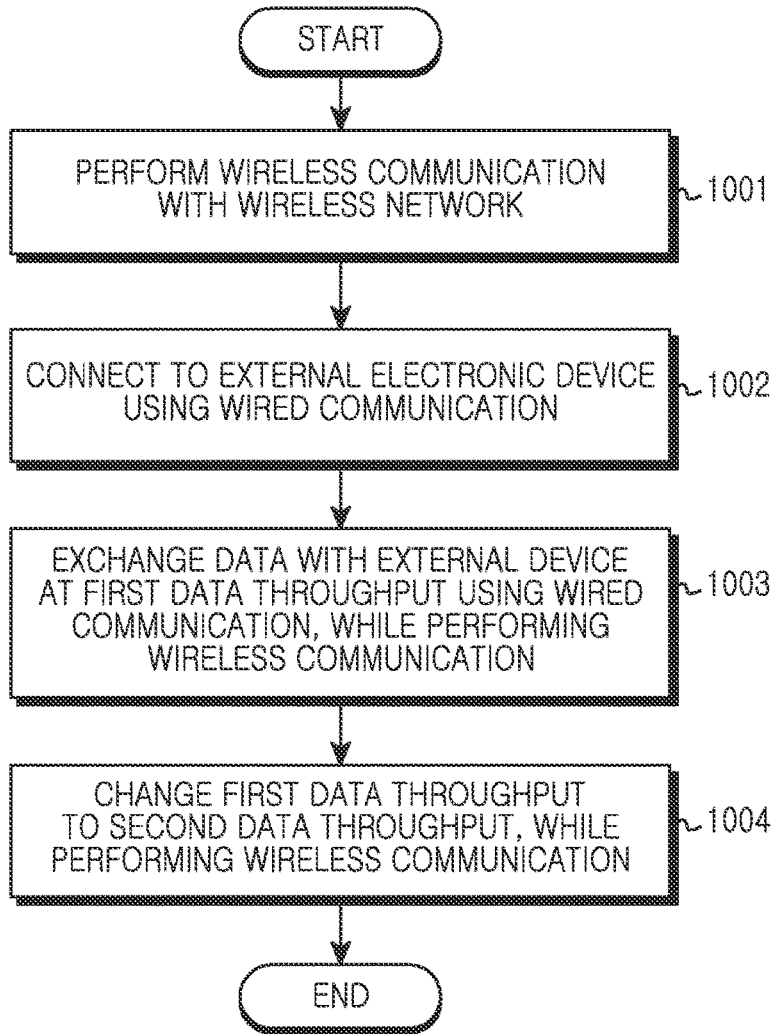 START
PERFORM WIRELESS COMMUNICATION
WITH WIRELESS NETWORK
1001
CONNECT TO EXTERNAL ELECTRONIC DEVICE
USING WIRED COMMUNICATION
1002
EXCHANGE DATA WITH EXTERNAL DEVICE
AT FIRST DATA THROUGHPUT USING WIRED
COMMUNICATION, WHILE PERFORMING
WIRELESS COMMUNICATION
1003
CHANGE FIRST DATA THROUGHPUT
TO SECOND DATA THROUGHPUT, WHILE
PERFORMING WIRELESS COMMUNICATION
1004
END